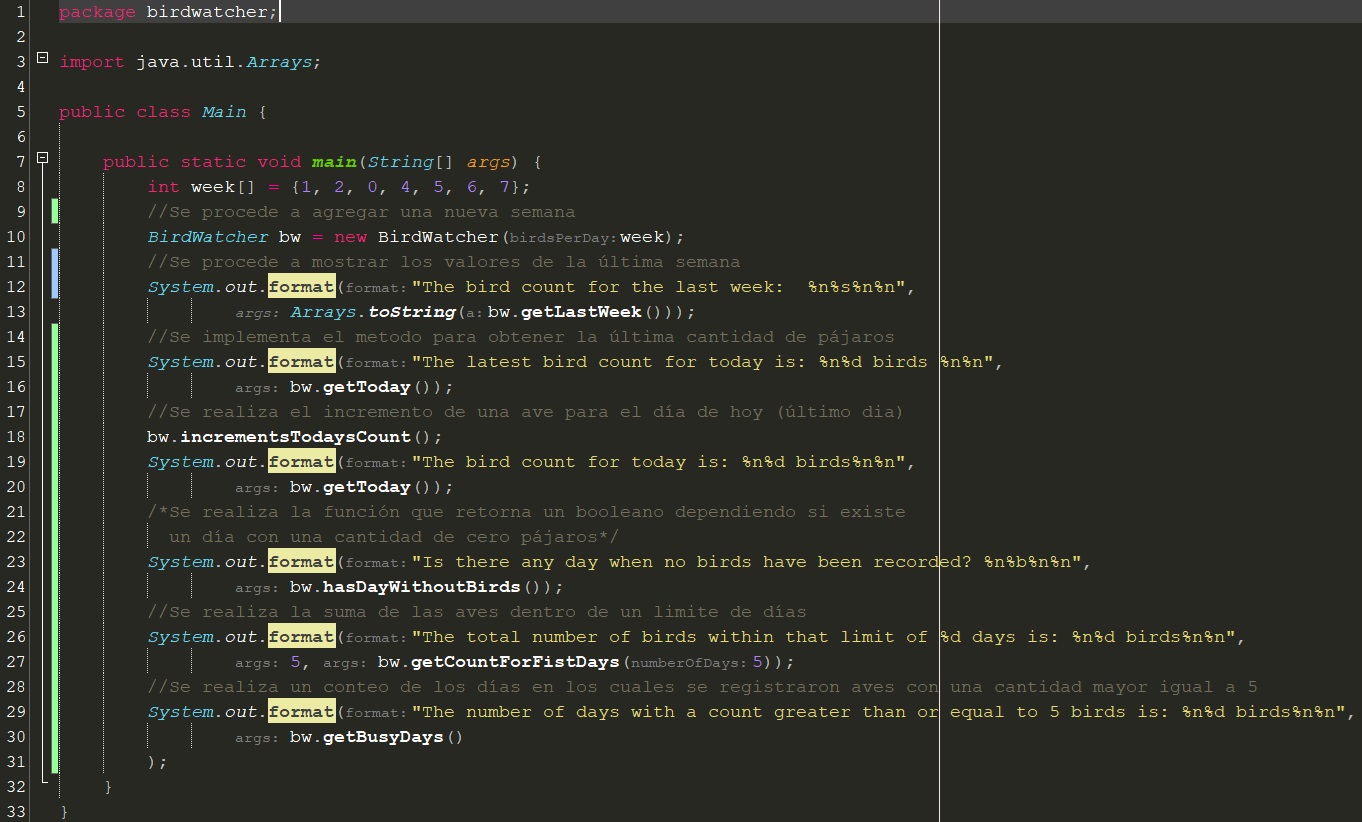 1 package birdwatcher;
2
3 import java.util.Arrays;
4
5 public class Main {
6
7 public static void main(String[] args) {
8 int week[] = {1, 2, 0, 4, 5, 6, 7};
9 //Se procede a agregar una nueva semana
10 BirdWatcher bw = new BirdWatcher(birdsPerDay: week);
11 //Se procede a mostrar los valores de la última semana
12 System.out.format(format: "The bird count for the last week:  %n%s%n%n",
13 args: Arrays.toString(a: bw.getLastWeek()));
14 //Se implementa el metodo para obtener la última cantidad de pájaros
15 System.out.format(format: "The latest bird count for today is: %n%d birds %n%n",
16 args: bw.getToday());
17 //Se realiza el incremento de una ave para el día de hoy (último dia)
18 bw.incrementsTodaysCount();
19 System.out.format(format: "The bird count for today is: %n%d birds%n%n",
20 args: bw.getToday());
21 /*Se realiza la función que retorna un booleano dependiendo si existe
22 un día con una cantidad de cero pájaros*/
23 System.out.format(format: "Is there any day when no birds have been recorded? %n%b%n%n",
24 args: bw.hasDayWithoutBirds());
25 //Se realiza la suma de las aves dentro de un limite de días
26 System.out.format(format: "The total number of birds within that limit of %d days is: %n%d birds%n%n",
27 args: 5, args: bw.getCountForFistDays(numberOfDays: 5));
28 //Se realiza un conteo de los días en los cuales se registraron aves con una cantidad mayor igual a 5
29 System.out.format(format: "The number of days with a count greater than or equal to 5 birds is: %n%d birds%n%n",
30 args: bw.getBusyDays()
31 );
32 }
33 }